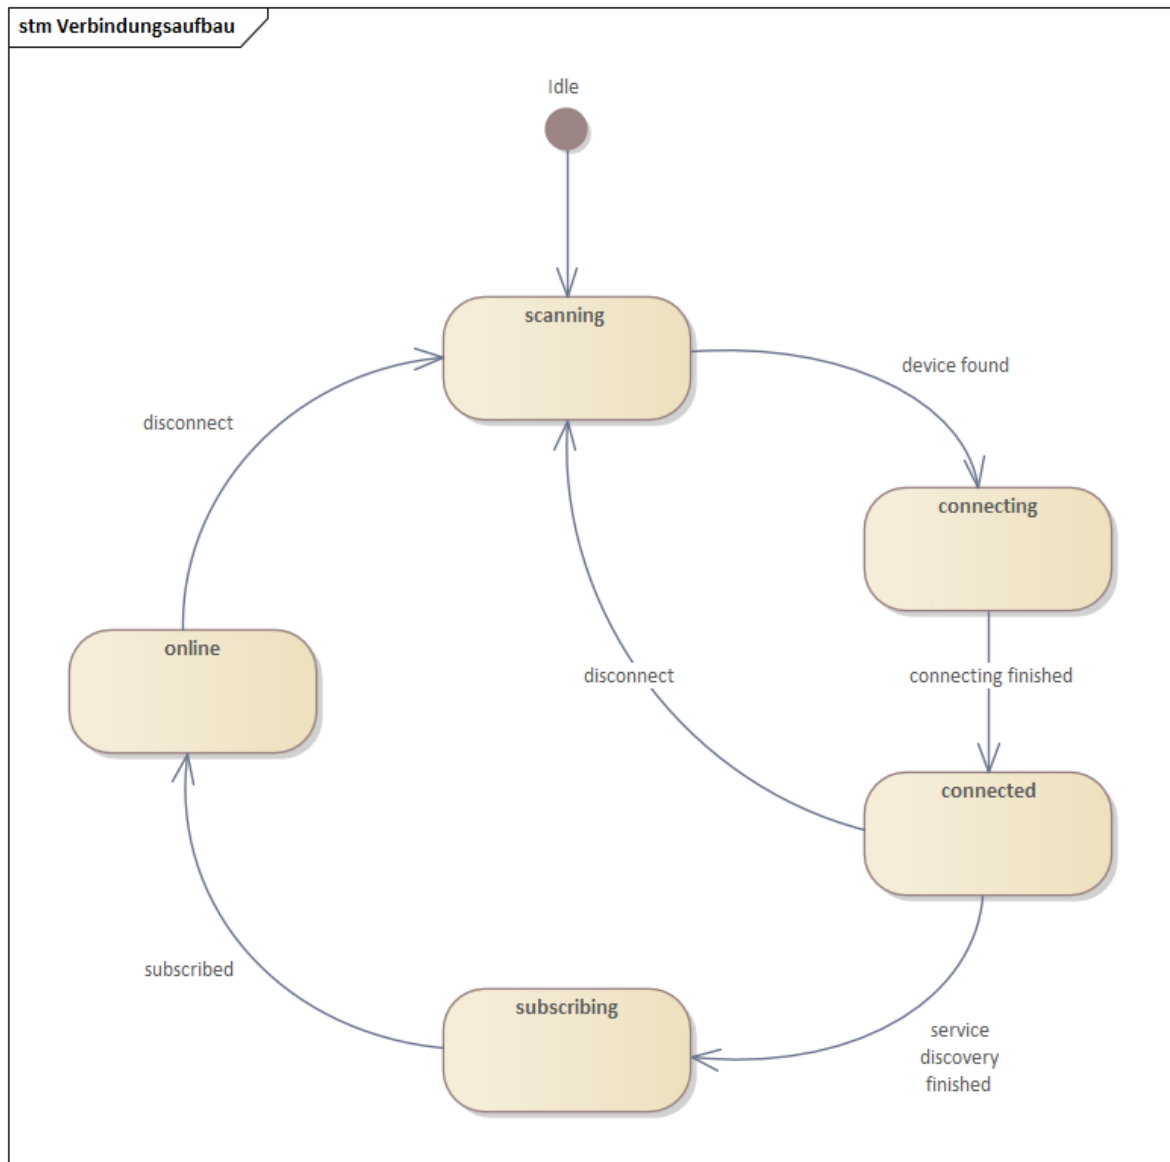 stm Verbindungsaufbau
Idle
scanning
device found
disconnect
connecting
online
disconnect
connecting finished
connected
subscribed
subscribing
service
discovery
finished